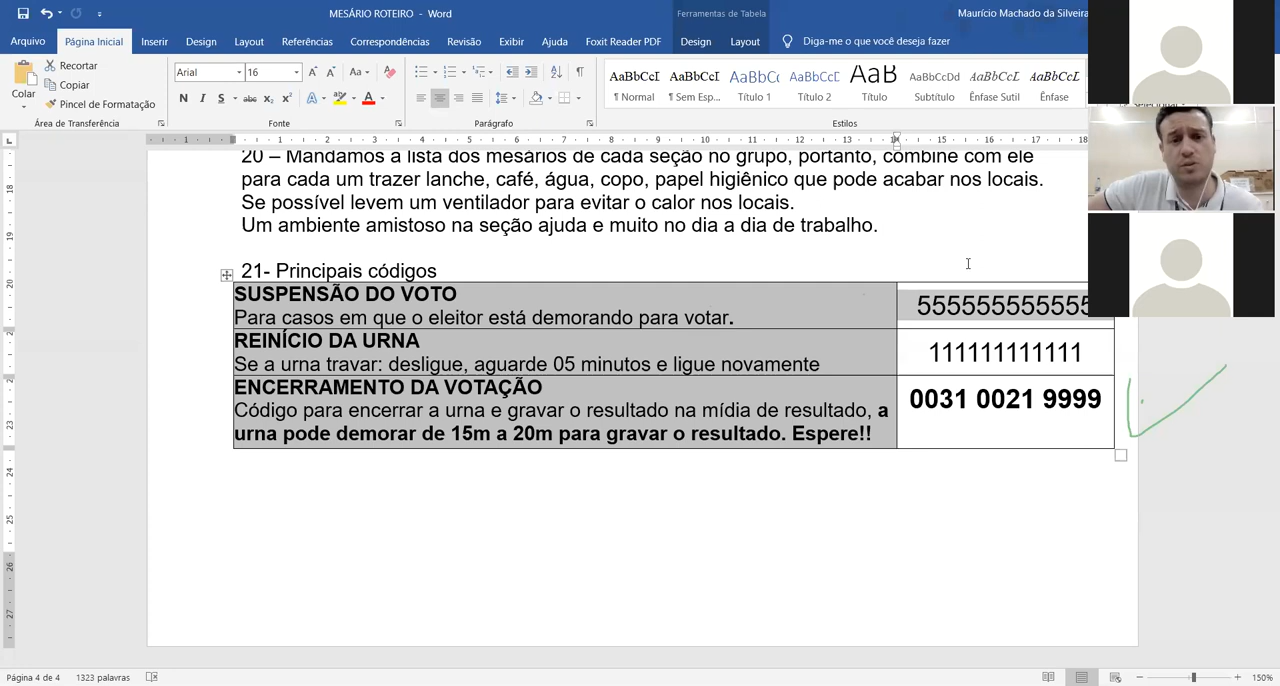 MESÁRIO ROTEIRO - Word
Ferramentas de Tabela
Maurício Machado da Silveira
Arquivo Página Inicial Inserir Design Layout Referências Correspondências Revisão Exibir Ajuda Foxit Reader PDF Design Layout Diga-me o que você deseja fazer
Colar
Recortar
Copiar
Pincel de Formatação
Área de Transferência
Arial 16
N I S abc X₂ X²
Fonte
Parágrafo
AaBbCcI AaBbCcI AaBbCc AaBbCcI AaB AaBbCcDd AaBbCcL AaBbCcL
¶ Normal ¶ Sem Esp... Título 1 Título 2 Título Subtítulo Ênfase Sutil Ênfase
Estilos
20 – Mandamos a lista dos mesários de cada seção no grupo, portanto, combine com ele
para cada um trazer lanche, café, água, copo, papel higiênico que pode acabar nos locais.
Se possível levem um ventilador para evitar o calor nos locais.
Um ambiente amistoso na seção ajuda e muito no dia a dia de trabalho.
21- Principais códigos
SUSPENSÃO DO VOTO
Para casos em que o eleitor está demorando para votar.
555555555555
REINÍCIO DA URNA
Se a urna travar: desligue, aguarde 05 minutos e ligue novamente
111111111111
ENCERRAMENTO DA VOTAÇÃO
Código para encerrar a urna e gravar o resultado na mídia de resultado, a
urna pode demorar de 15m a 20m para gravar o resultado. Espere!!
0031 0021 9999
Página 4 de 4 1323 palavras
150%